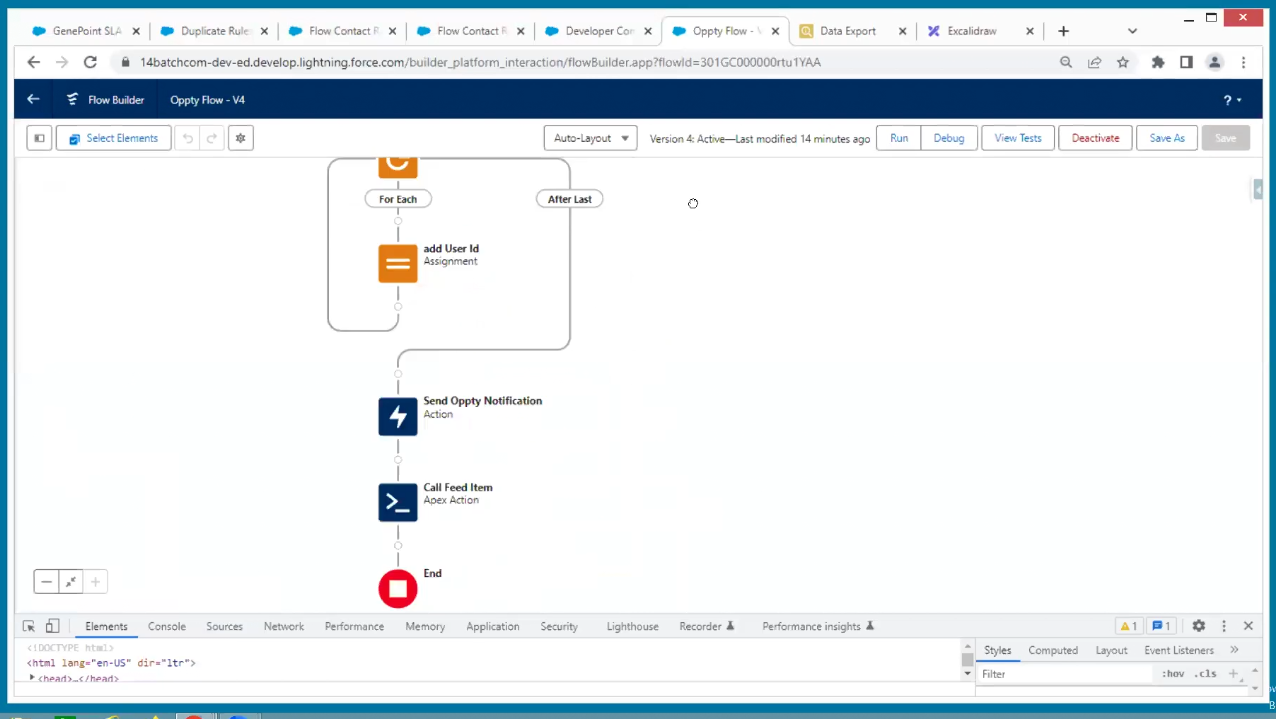 GenePoint SLA
Duplicate Rule
Flow Contact R
Flow Contact R
Developer Con
Oppty Flow - V
Data Export
Excalidraw
14batchcom-dev-ed.develop.lightning.force.com/builder_platform_interaction/flowBuilder.app?flowId=301GC000000rtu1YAA
Flow Builder
Oppty Flow - V4
?
Select Elements
Auto-Layout
Version 4: Active—Last modified 14 minutes ago
Run
Debug
View Tests
Deactivate
Save As
Save
For Each
After Last
add User Id
Assignment
Send Oppty Notification
Action
Call Feed Item
Apex Action
End
Elements
Console
Sources
Network
Performance
Memory
Application
Security
Lighthouse
Recorder
Performance insights
1
1
<!DOCTYPE html>
<html lang="en-US" dir="ltr">
<head>…</head>
Styles
Computed
Layout
Event Listeners
Filter
:hov
.cls